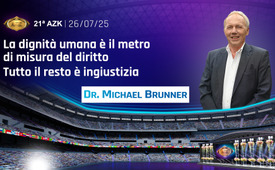 21ª AZK | 26/07/25
La dignità umana è il metro
di misura del diritto
Tutto il resto è ingiustizia
Dr. Michael Brunner